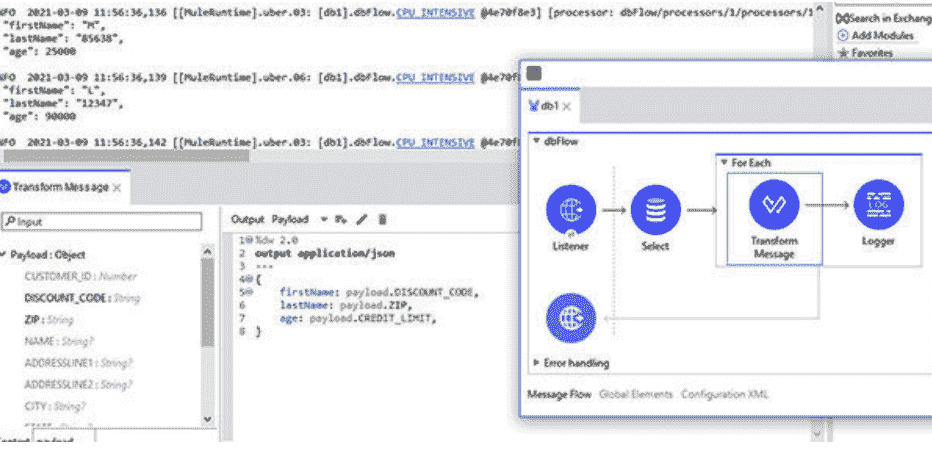 NFO 2021-03-09 11:56:36,136 [[MuleRuntime].uber.03: [db1].dbFlow.CPU_INTENSIVE @4e70f8e3] [processor: dbFlow/processors/1/processors/1
"firstName": "M",
"lastName": "85638",
"age": 25000
NFO 2021-03-09 11:56:36,139 [[MuleRuntime].uber.06: [db1].dbFlow.CPU_INTENSIVE @4e70f
"firstName": "L",
"lastName": "12347",
"age": 90000
NFO 2021-03-09 11:56:36,142 [[MuleRuntime].uber.03: [db1].dbFlow.CPU_INTENSIVE @4e70f
Search in Exchang
Add Modules
Favorites
Transform Message
Input
Payload : Object
CUSTOMER_ID : Number
DISCOUNT_CODE : String
ZIP : String
NAME : String?
ADDRESSLINE1 : String?
ADDRESSLINE2 : String?
CITY : String?
payload
Output Payload
1 %dw 2.0
2 output application/json
3 ---
4 {
5 firstName: payload.DISCOUNT_CODE,
6 lastName: payload.ZIP,
7 age: payload.CREDIT_LIMIT,
8 }
db1
dbFlow
For Each
Listener
Select
Transform
Message
LOG
Logger
Error handling
Message Flow Global Elements Configuration XML